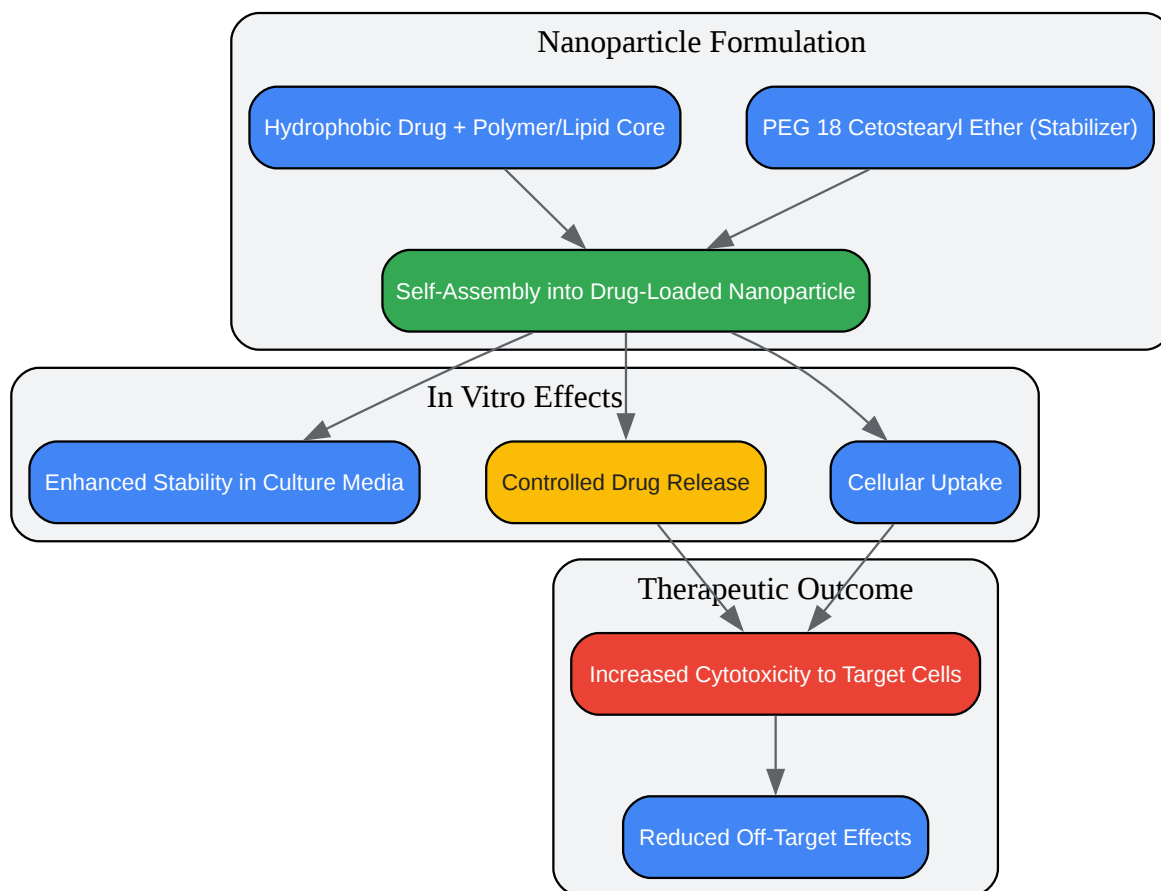 Nanoparticle Formulation
Hydrophobic Drug + Polymer/Lipid Core
PEG 18 Cetostearyl Ether (Stabilizer)
Self-Assembly into Drug-Loaded Nanoparticle
In Vitro Effects
Enhanced Stability in Culture Media
Controlled Drug Release
Cellular Uptake
Therapeutic Outcome
Increased Cytotoxicity to Target Cells
Reduced Off-Target Effects